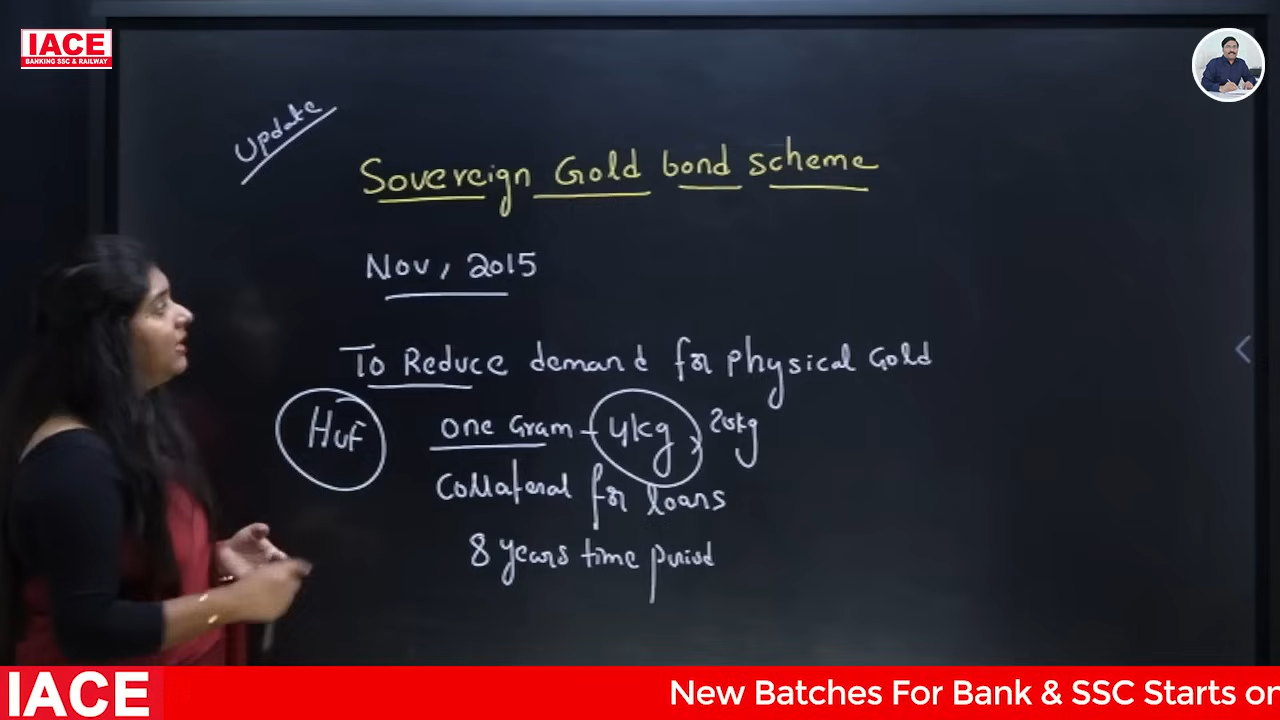 IACE
BANKING SSC & RAILWAY
Update
Sovereign Gold bond scheme
Nov, 2015
To Reduce demand for physical Gold
HUF
one Gram - 4kg, 20kg
Collateral for loans
8 years time period
IACE
New Batches For Bank & SSC Starts on